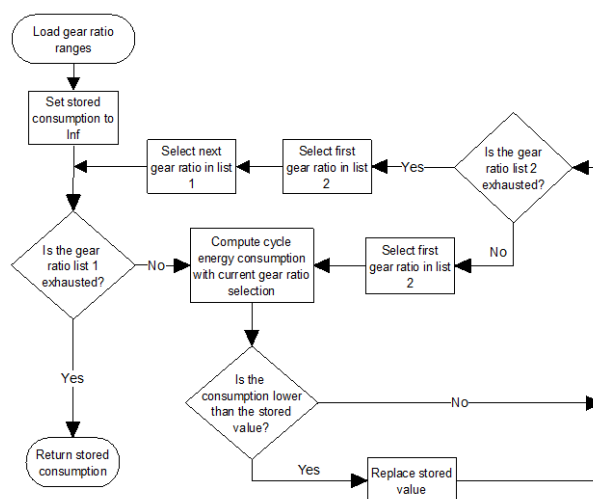 Load gear ratio
ranges
Set stored
consumption to
Inf
Select next
gear ratio in list
1
Select first
gear ratio in list
2
Yes
Is the gear
ratio list 2
exhausted?
No
Is the gear
ratio list 1
exhausted?
No
Compute cycle
energy consumption
with current gear ratio
selection
Select first
gear ratio in list
2
Yes
Is the
consumption lower
than the stored
value?
No
Yes
Replace stored
value
Return stored
consumption